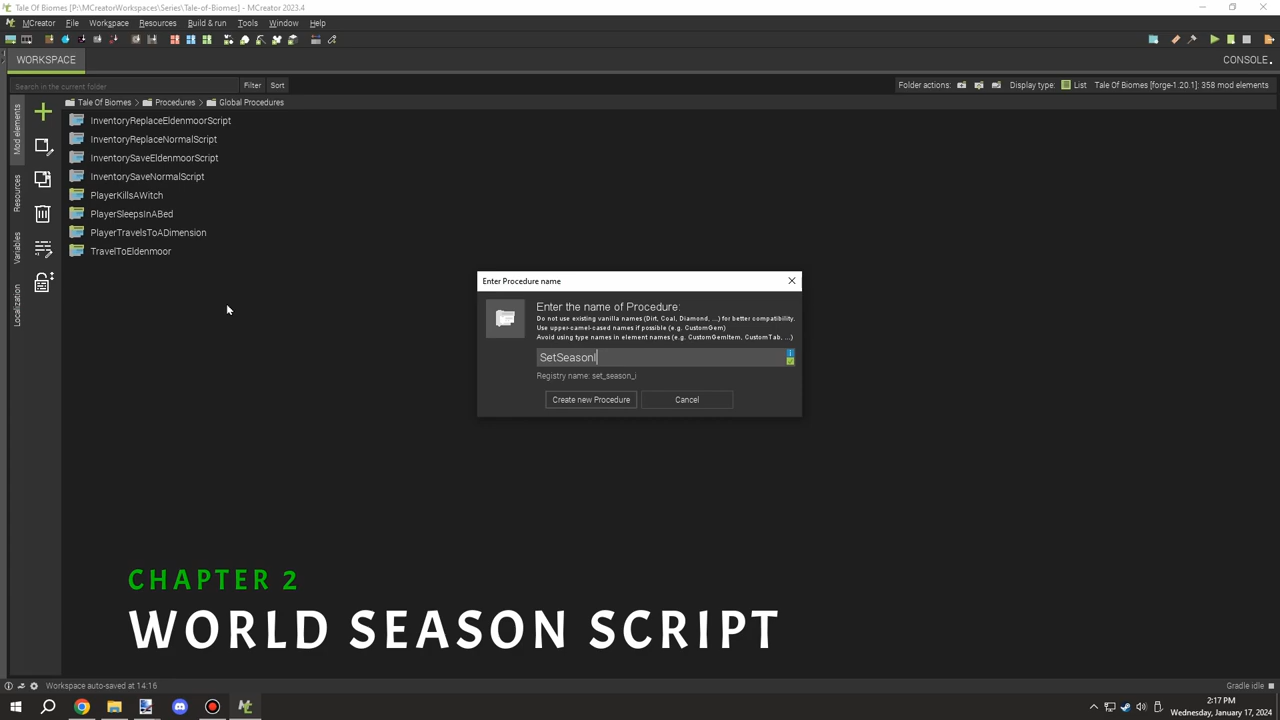 Tale Of Biomes [P:\MCreatorWorkspaces\Series\Tale-of-Biomes] - MCreator 2023.4
MCreator File Workspace Resources Build & run Tools Window Help
WORKSPACE
CONSOLE
Search in the current folder
Filter
Sort
Folder actions:
Display type:
List
Tale Of Biomes [forge-1.20.1]: 358 mod elements
Tale Of Biomes
Procedures
Global Procedures
Mod elements
Resources
Variables
Localization
InventoryReplaceEldenmoorScript
InventoryReplaceNormalScript
InventorySaveEldenmoorScript
InventorySaveNormalScript
PlayerKillsAWitch
PlayerSleepsInABed
PlayerTravelsToADimension
TravelToEldenmoor
Enter Procedure name
Enter the name of Procedure:
Do not use existing vanilla names (Dirt, Coal, Diamond, ...) for better compatibility.
Use upper-camel-cased names if possible (e.g. CustomGem)
Avoid using type names in element names (e.g. CustomGemItem, CustomTab, ...)
SetSeasonI
Registry name: set_season_i
Create new Procedure
Cancel
CHAPTER 2
WORLD SEASON SCRIPT
Workspace auto-saved at 14:16
Gradle idle
2:17 PM
Wednesday, January 17, 2024